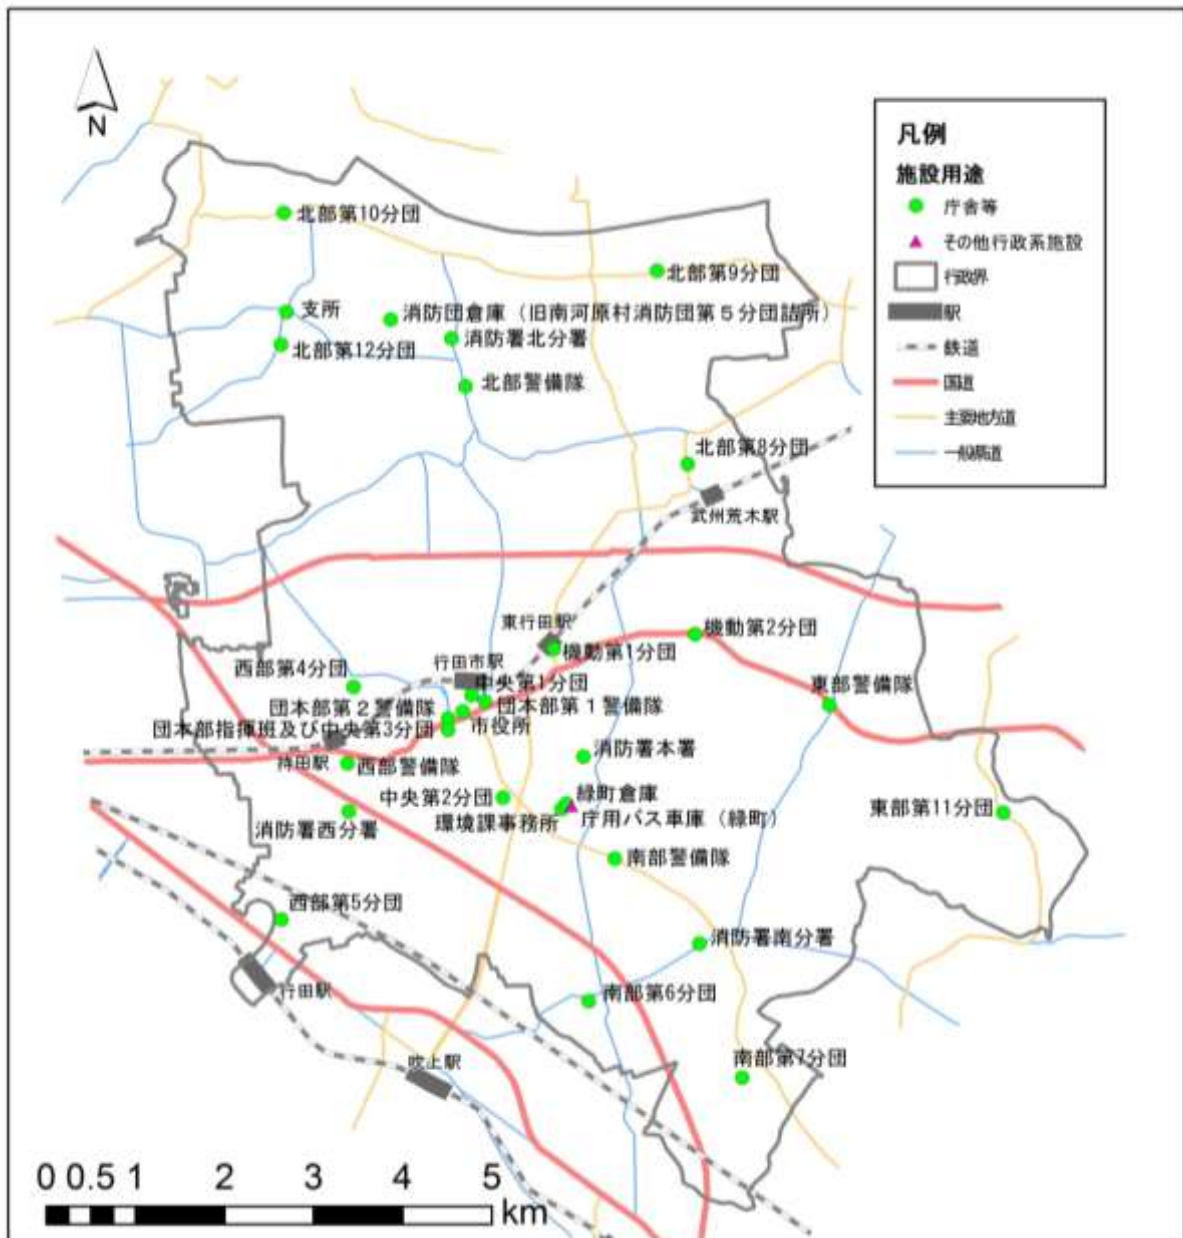 N
凡例
施設用途
庁舎等
その他行政系施設
行政界
駅
鉄道
国道
主要地方道
一般県道
北部第10分団
北部第9分団
支所
消防団倉庫（旧南河原村消防団第５分団詰所）
消防署北分署
北部第12分団
北部警備隊
北部第8分団
武州荒木駅
東行田駅
機動第2分団
機動第1分団
行田市駅
西部第4分団
中央第1分団
東部警備隊
団本部第２警備隊
団本部第１警備隊
団本部指揮班及び中央第3分団
市役所
消防署本署
持田駅
西部警備隊
中央第2分団
緑町倉庫
環境課事務所
庁用バス車庫（緑町）
東部第11分団
消防署西分署
南部警備隊
西部第5分団
消防署南分署
行田駅
南部第6分団
吹上駅
南部第7分団
0 0.5 1 2 3 4 5
km